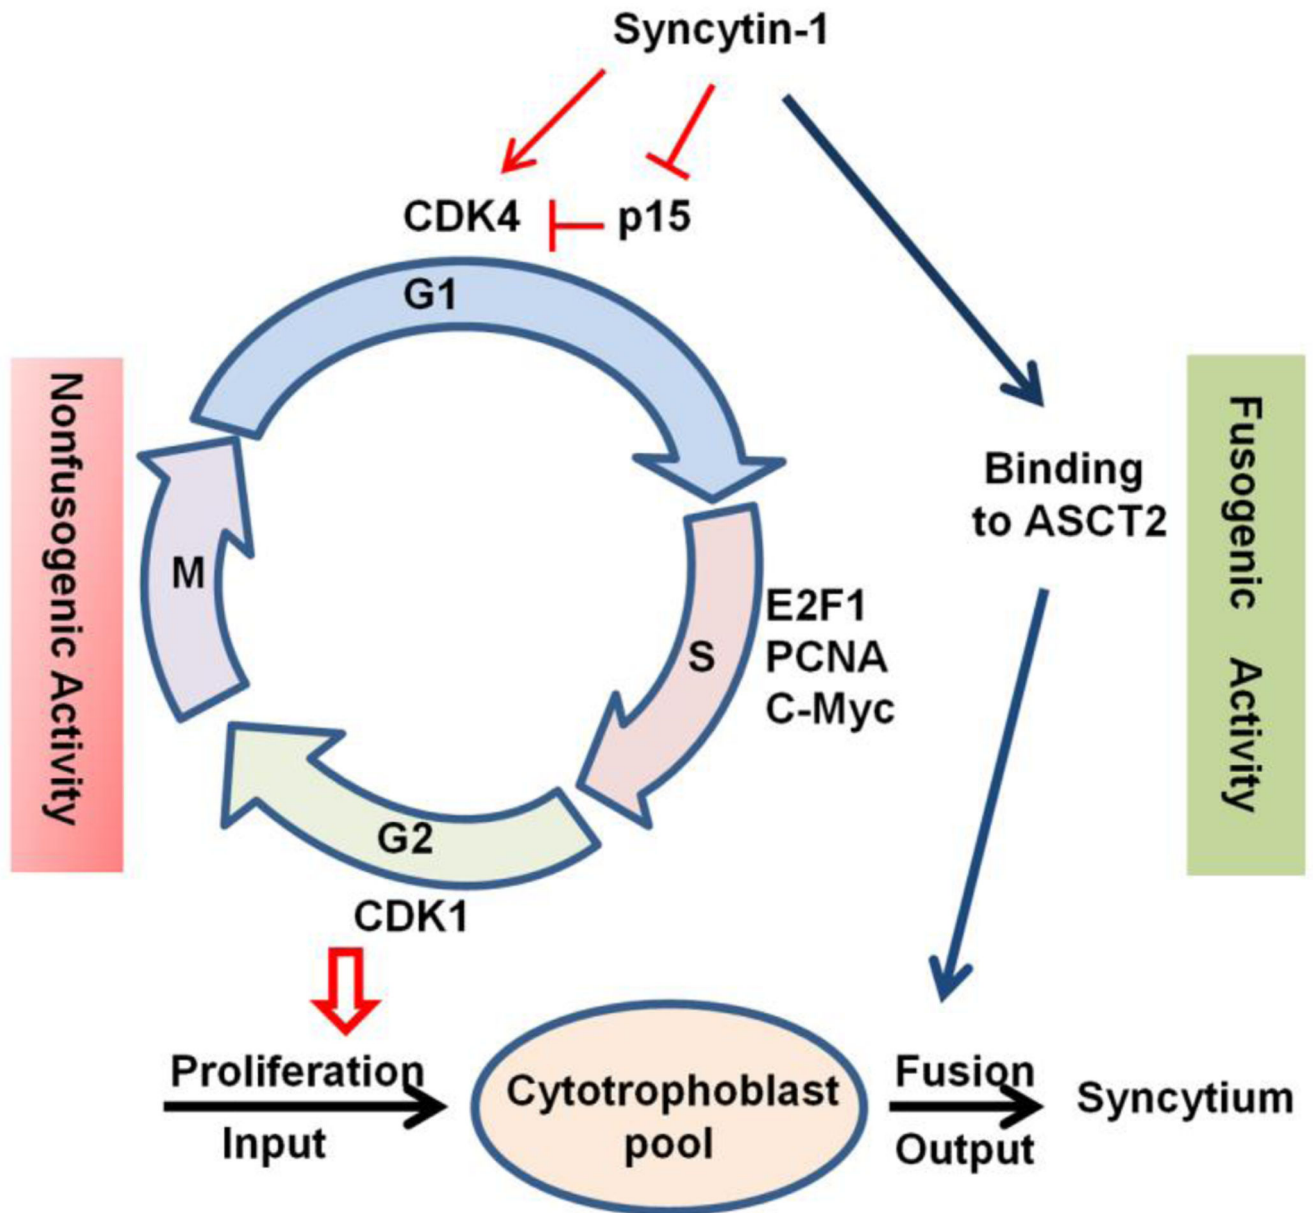 Syncytin-1
CDK4
p15
G1
Nonfusogenic Activity
Fusogenic Activity
Binding
to ASCT2
M
S
E2F1
PCNA
C-Myc
G2
CDK1
Proliferation
Input
Cytotrophoblast
pool
Fusion
Output
Syncytium